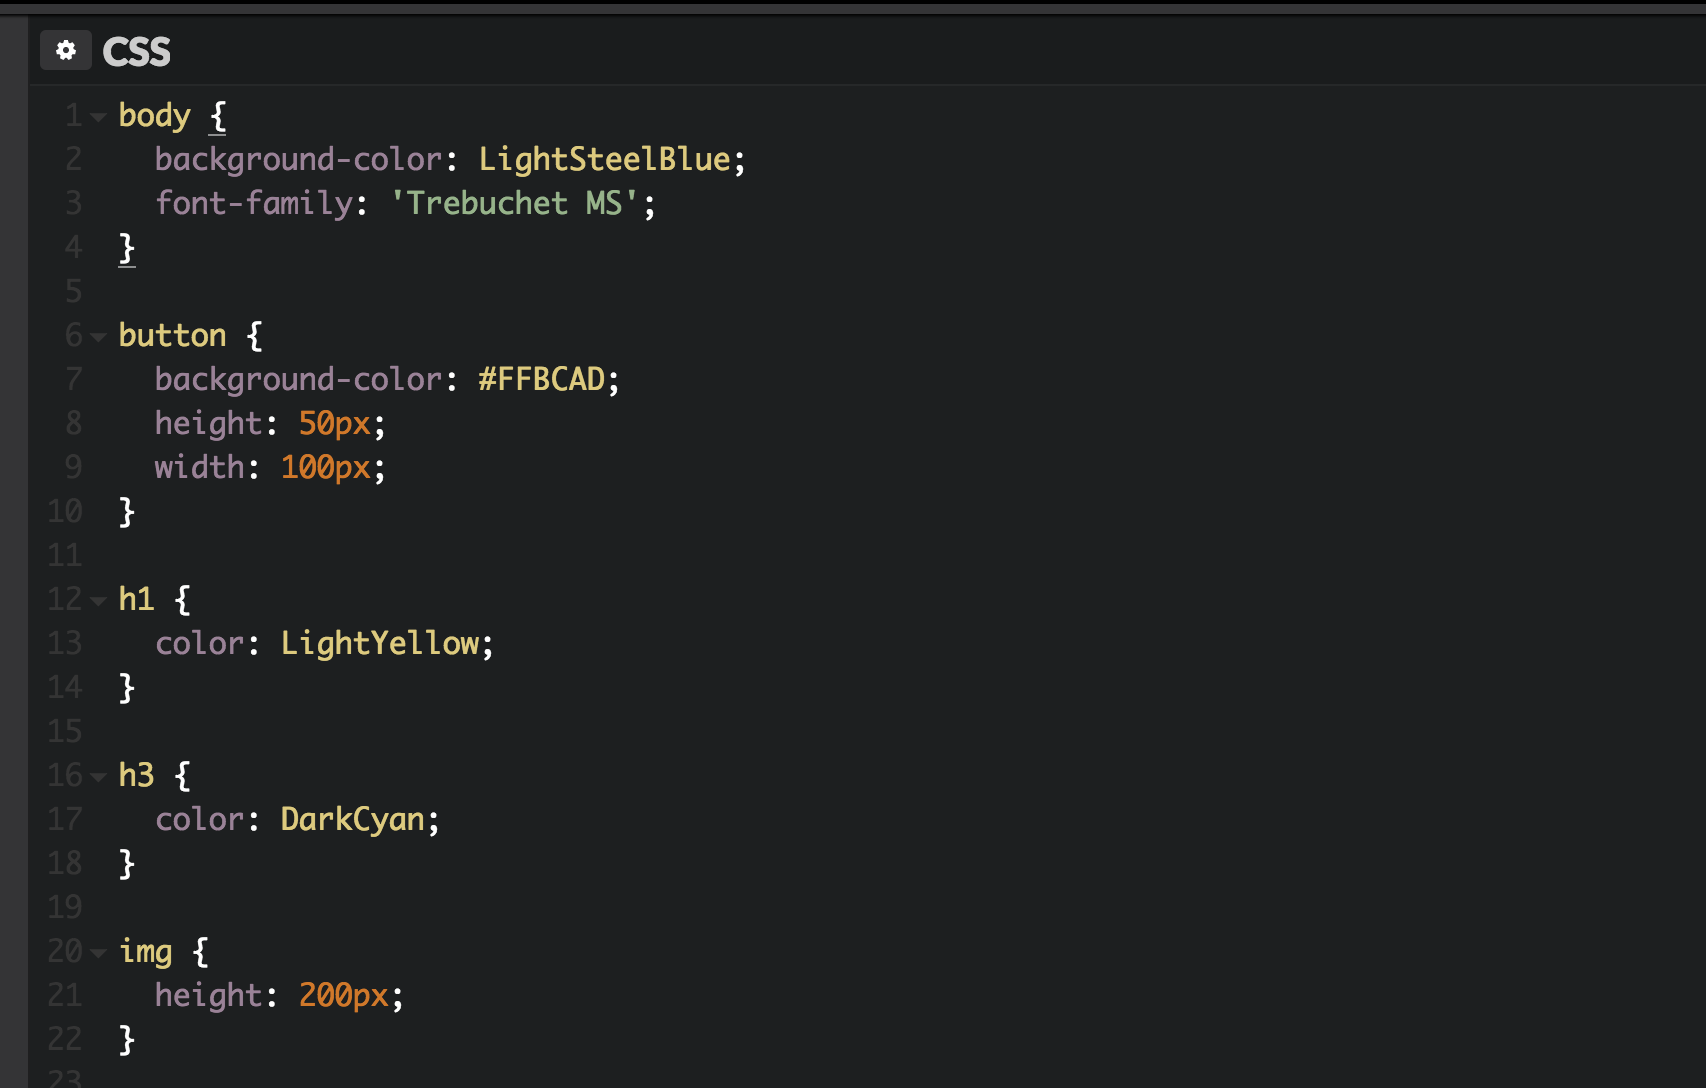 CSS
1 body {
2   background-color: LightSteelBlue;
3   font-family: 'Trebuchet MS';
4 }
5
6 button {
7   background-color: #FFBCAD;
8   height: 50px;
9   width: 100px;
10 }
11
12 h1 {
13   color: LightYellow;
14 }
15
16 h3 {
17   color: DarkCyan;
18 }
19
20 img {
21   height: 200px;
22 }
23